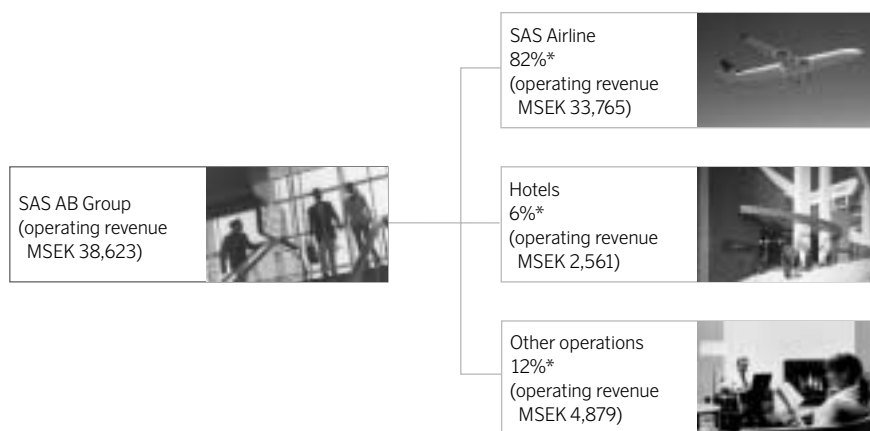 SAS Airline
82%*
(operating revenue
MSEK 33,765)
SAS AB Group
(operating revenue
MSEK 38,623)
Hotels
6%*
(operating revenue
MSEK 2,561)
Other operations
12%*
(operating revenue
MSEK 4,879)